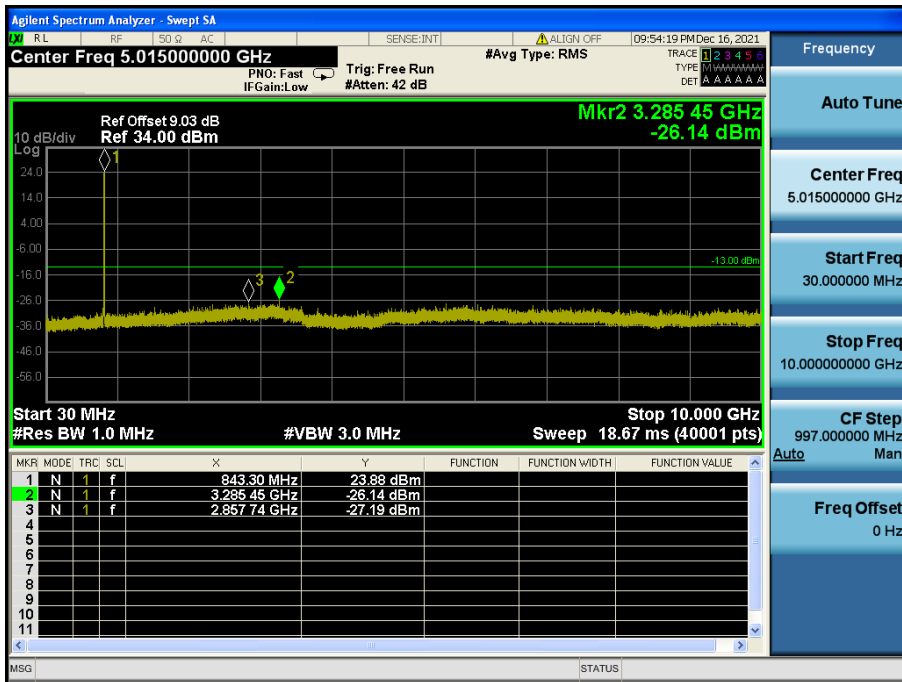 Agilent Spectrum Analyzer - Swept SA
LXI RL RF 50 Ω AC SENSE:INT ALIGN OFF 09:54:19 PM Dec 16, 2021
Center Freq 5.015000000 GHz
PNO: Fast
IFGain:Low
Trig: Free Run
#Atten: 42 dB
#Avg Type: RMS
TRACE 1 2 3 4 5 6
TYPE M WWWWW
DET A A A A A A
Frequency
Auto Tune
Center Freq
5.015000000 GHz
Start Freq
30.000000 MHz
Stop Freq
10.000000000 GHz
CF Step
997.000000 MHz
Auto Man
Freq Offset
0 Hz
Mkr2 3.285 45 GHz
-26.14 dBm
Ref Offset 9.03 dB
10 dB/div Ref 34.00 dBm
Log
1
24.0
14.0
4.00
-6.00
-13.00 dBm
-16.0
3 2
-26.0
-36.0
-46.0
-56.0
Start 30 MHz Stop 10.000 GHz
#Res BW 1.0 MHz #VBW 3.0 MHz Sweep 18.67 ms (40001 pts)
MKR MODE TRC SCL X Y FUNCTION FUNCTION WIDTH FUNCTION VALUE
1 N 1 f 843.30 MHz 23.88 dBm
2 N 1 f 3.285 45 GHz -26.14 dBm
3 N 1 f 2.857 74 GHz -27.19 dBm
4
5
6
7
8
9
10
11
MSG STATUS